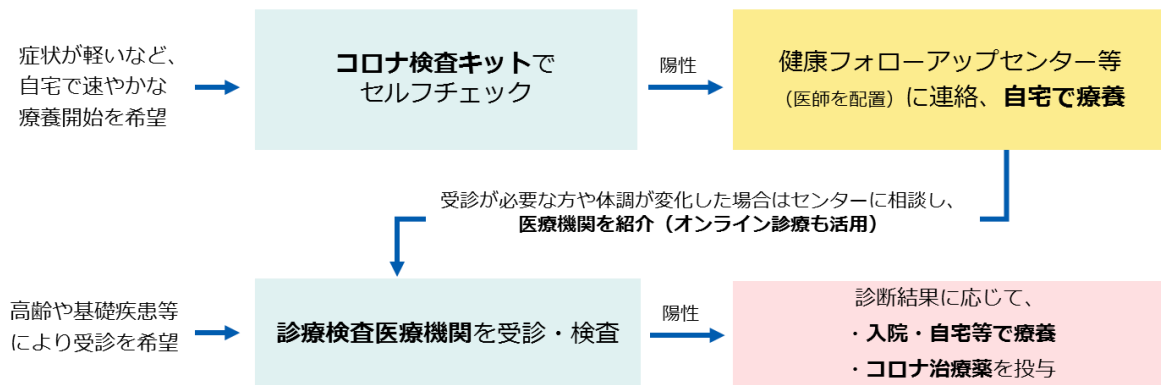 症状が軽いなど、
自宅で速やかな
療養開始を希望
コロナ検査キットで
セルフチェック
陽性
健康フォローアップセンター等
（医師を配置）に連絡、自宅で療養
受診が必要な方や体調が変化した場合はセンターに相談し、
医療機関を紹介（オンライン診療も活用）
高齢や基礎疾患等
により受診を希望
診療検査医療機関を受診・検査
陽性
診断結果に応じて、
・入院・自宅等で療養
・コロナ治療薬を投与